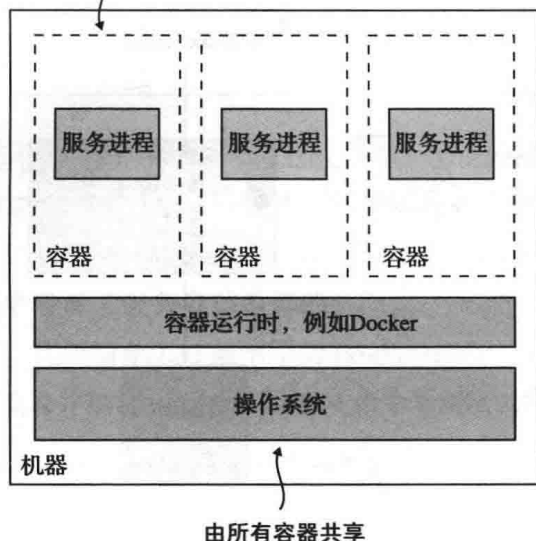 服务进程
服务进程
服务进程
容器
容器
容器
容器运行时，例如Docker
操作系统
机器
由所有容器共享